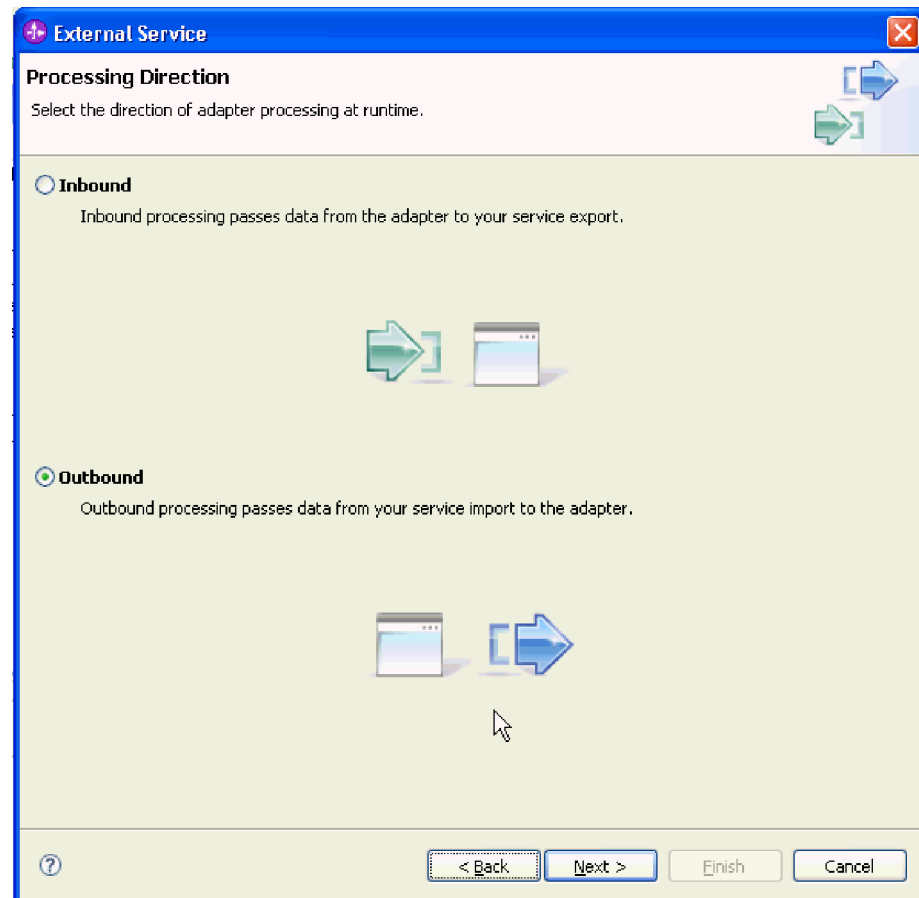 External Service
Processing Direction
Select the direction of adapter processing at runtime.
Inbound
Inbound processing passes data from the adapter to your service export.
Outbound
Outbound processing passes data from your service import to the adapter.
?
< Back Next > Finish Cancel